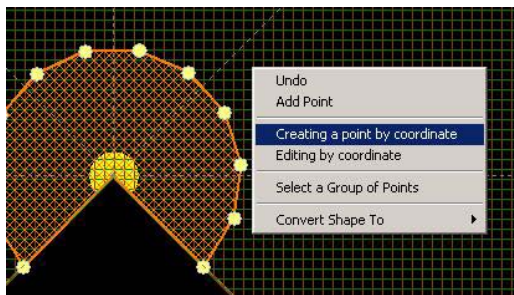 Undo
Add Point
Creating a point by coordinate
Editing by coordinate
Select a Group of Points
Convert Shape To